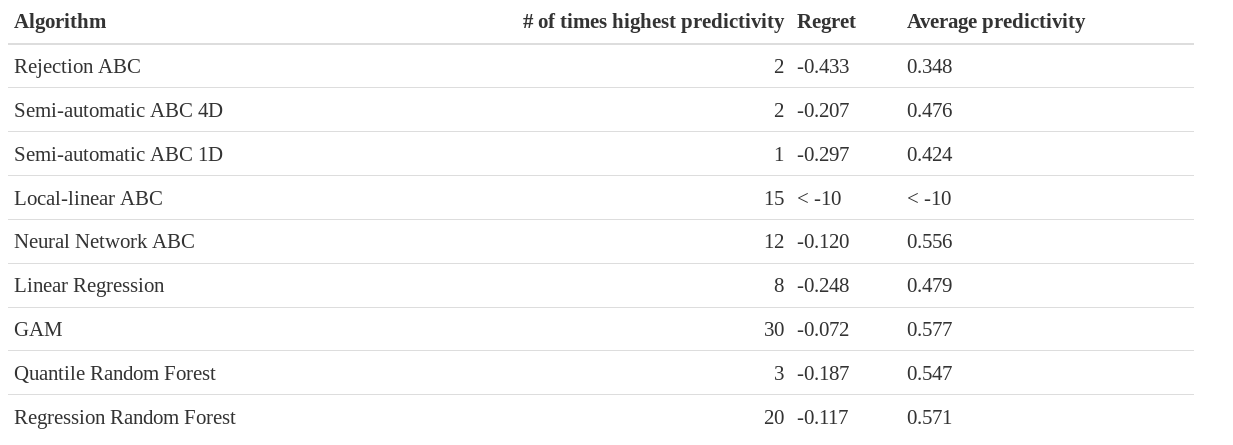 Algorithm # of times highest predictivity Regret Average predictivity
Rejection ABC 2 -0.433 0.348
Semi-automatic ABC 4D 2 -0.207 0.476
Semi-automatic ABC 1D 1 -0.297 0.424
Local-linear ABC 15 < -10 < -10
Neural Network ABC 12 -0.120 0.556
Linear Regression 8 -0.248 0.479
GAM 30 -0.072 0.577
Quantile Random Forest 3 -0.187 0.547
Regression Random Forest 20 -0.117 0.571